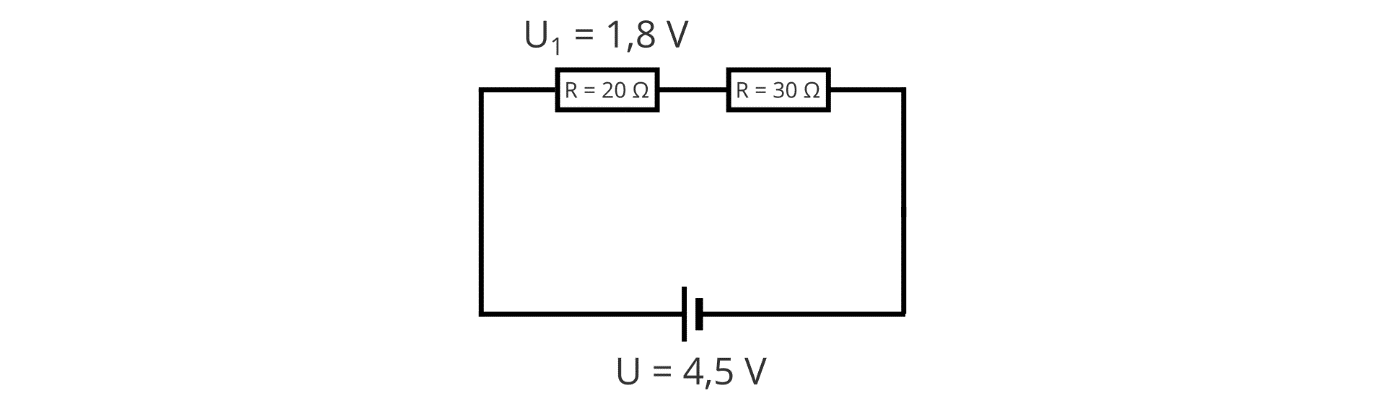 U₁ = 1,8 V
R = 20 Ω
R = 30 Ω
U = 4,5 V